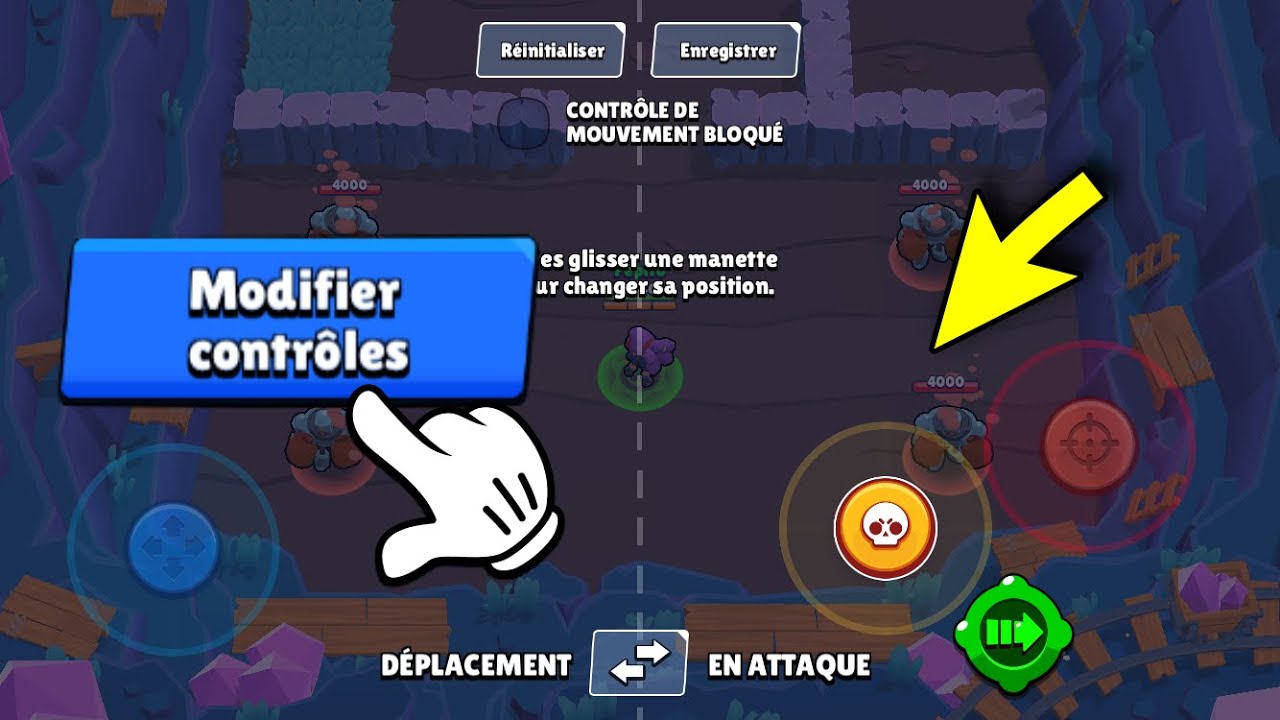 Réinitialiser
Enregistrer
CONTRÔLE DE
MOUVEMENT BLOQUÉ
4000
4000
es glisser une manette
ur changer sa position.
Modifier
contrôles
4000
DÉPLACEMENT
EN ATTAQUE